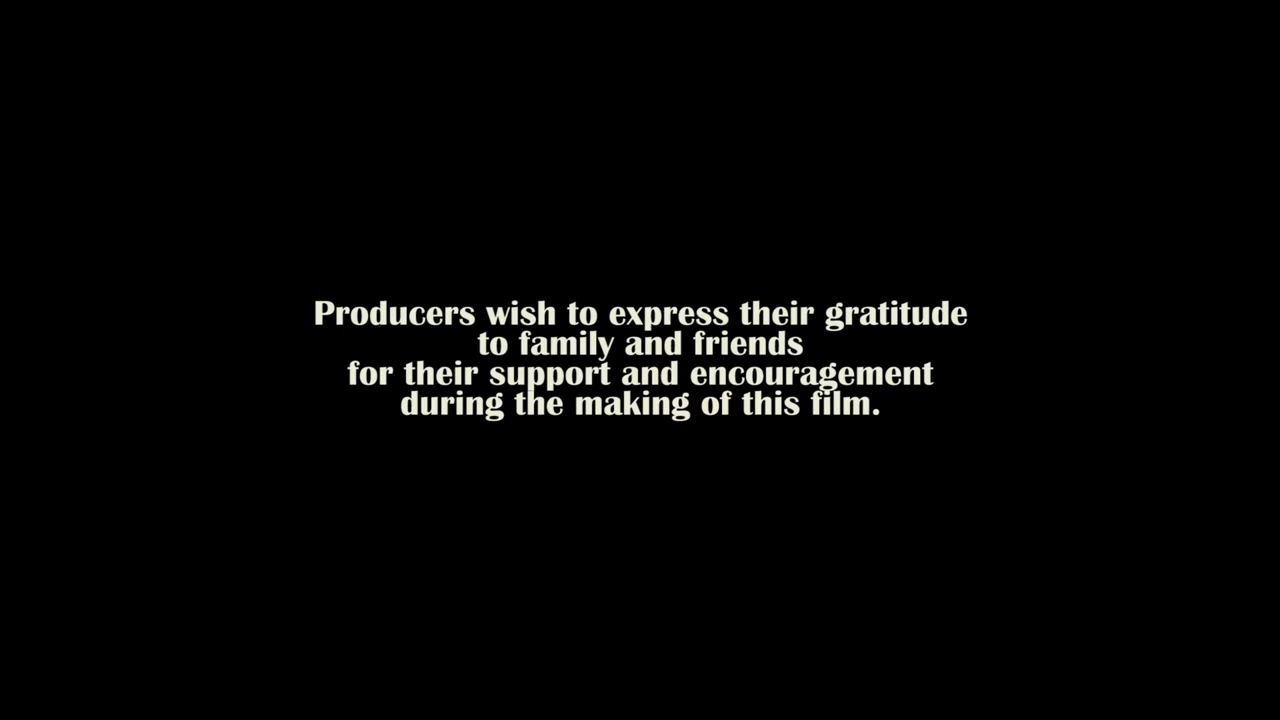 Producers wish to express their gratitude
to family and friends
for their support and encouragement
during the making of this film.